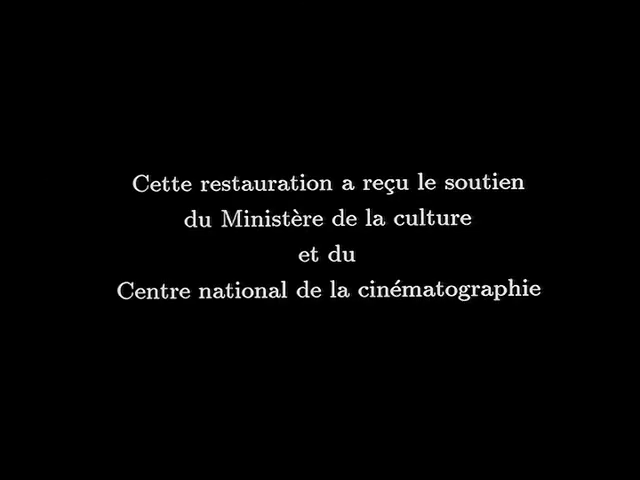 Cette restauration a reçu le soutien
du Ministère de la culture
et du
Centre national de la cinématographie